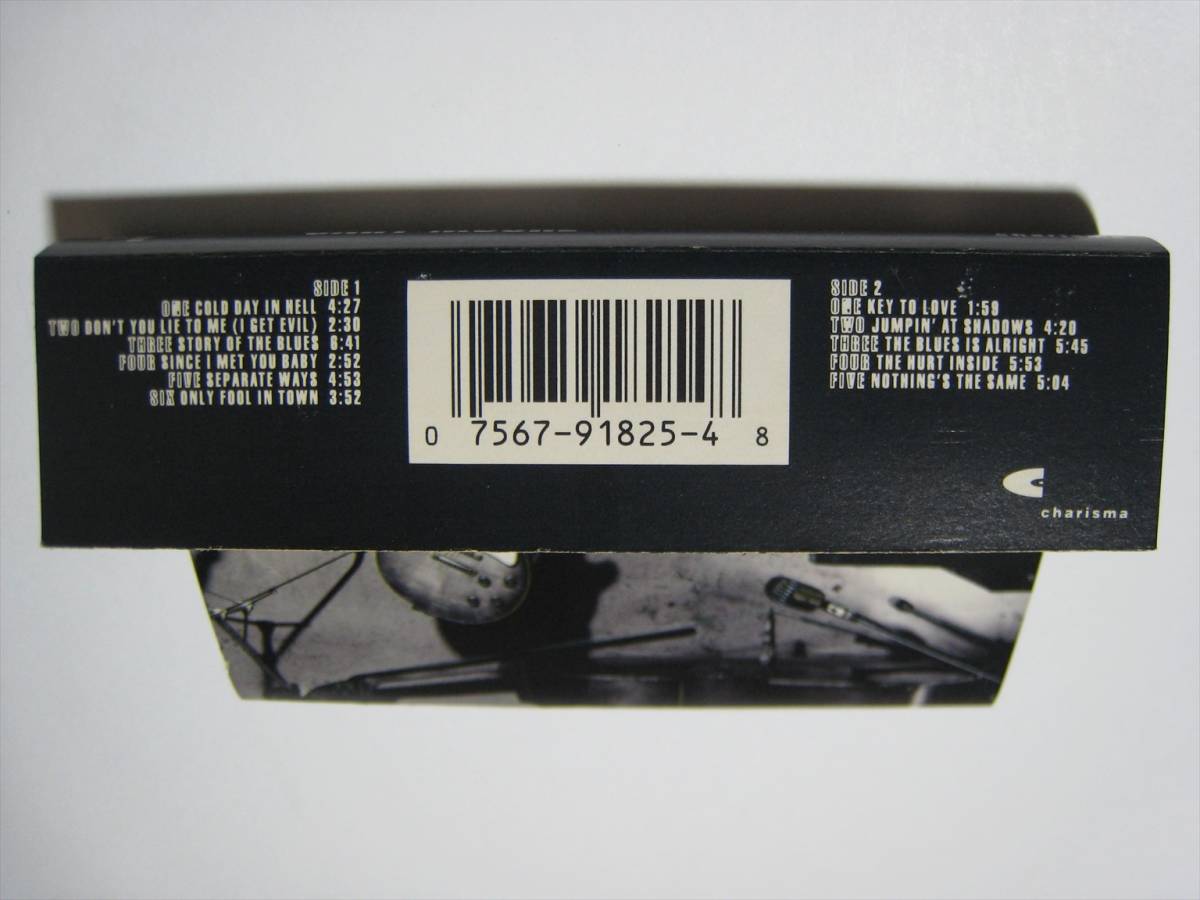 SIDE 1
ONE COLD DAY IN HELL 4:27
TWO DON'T YOU LIE TO ME (I GET EVIL) 2:30
THREE STORY OF THE BLUES 6:41
FOUR SINCE I MET YOU BABY 2:52
FIVE SEPARATE WAYS 4:53
SIX ONLY FOOL IN TOWN 3:52
0 7567-91825-4 8
SIDE 2
ONE KEY TO LOVE 1:59
TWO JUMPIN' AT SHADOWS 4:20
THREE THE BLUES IS ALRIGHT 5:45
FOUR THE HURT INSIDE 5:53
FIVE NOTHING'S THE SAME 5:04
charisma